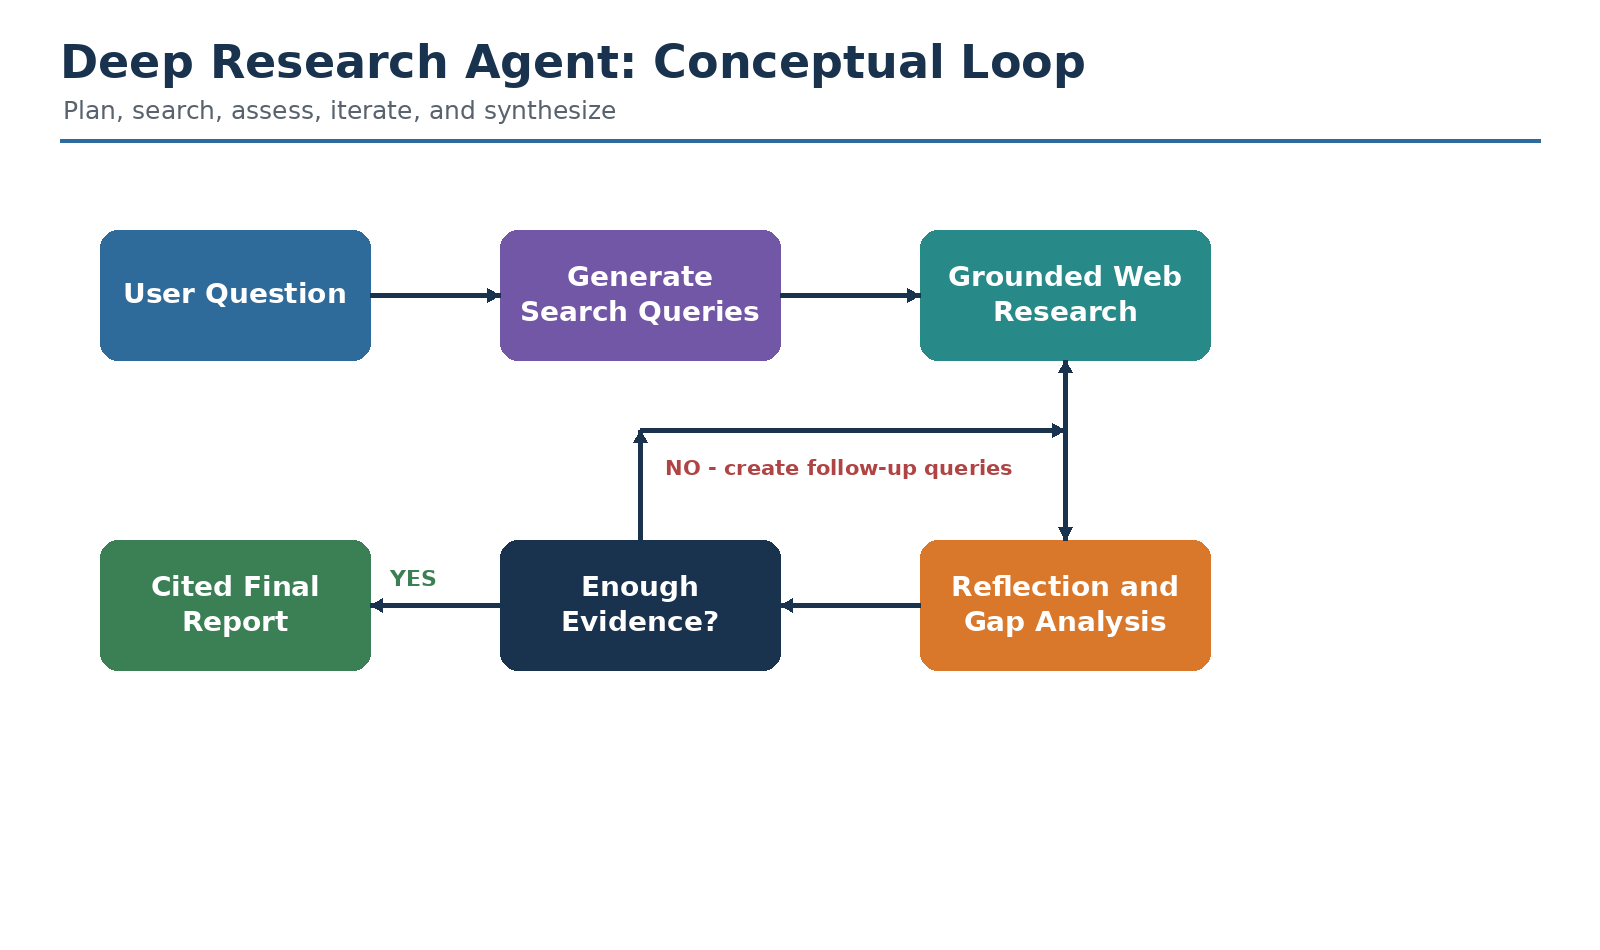 Deep Research Agent: Conceptual Loop
Plan, search, assess, iterate, and synthesize
User Question
Generate
Search Queries
Grounded Web
Research
NO - create follow-up queries
Cited Final
Report
YES
Enough
Evidence?
Reflection and
Gap Analysis